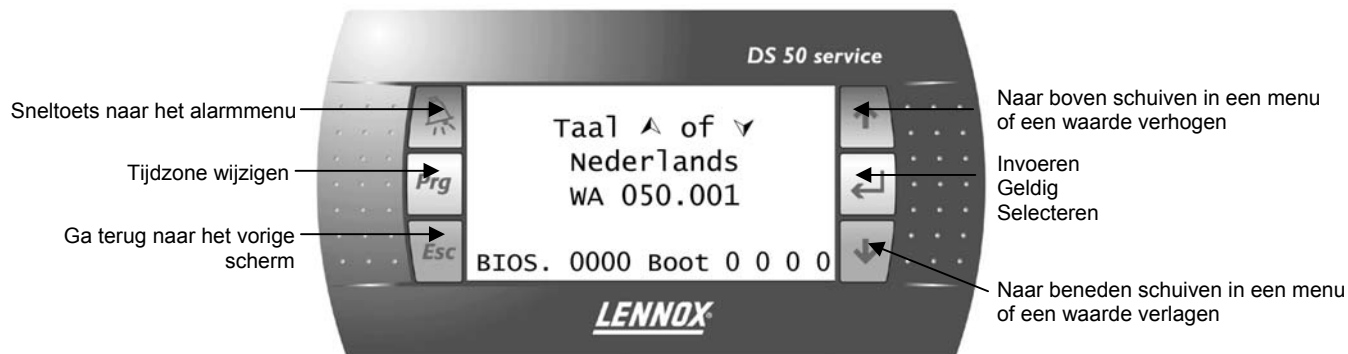 DS 50 service
Sneltoets naar het alarmmenu
Tijdzone wijzigen
Ga terug naar het vorige
scherm
Prg
Esc
Taal ⮝ of ⮟
Nederlands
WA 050.001
BIOS. 0000 Boot 0 0 0 0
LENNOX
Naar boven schuiven in een menu
of een waarde verhogen
Invoeren
Geldig
Selecteren
Naar beneden schuiven in een menu
of een waarde verlagen